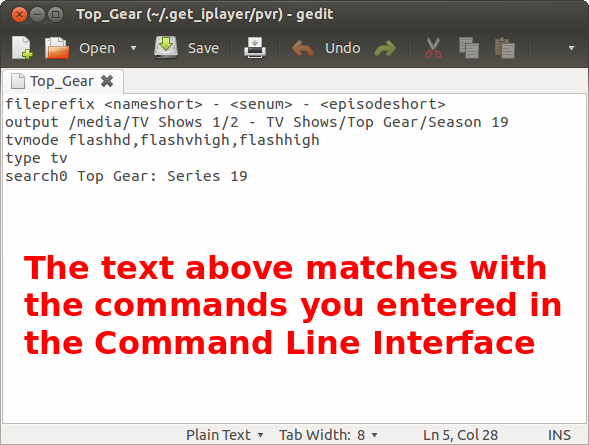 Top_Gear (~/.get_iplayer/pvr) - gedit
Open Save Undo
Top_Gear
fileprefix <nameshort> - <senum> - <episodeshort>
output /media/TV Shows 1/2 - TV Shows/Top Gear/Season 19
tvmode flashhd,flashvhigh,flashhigh
type tv
search0 Top Gear: Series 19
The text above matches with
the commands you entered in
the Command Line Interface
Plain Text Tab Width: 8 Ln 5, Col 28 INS